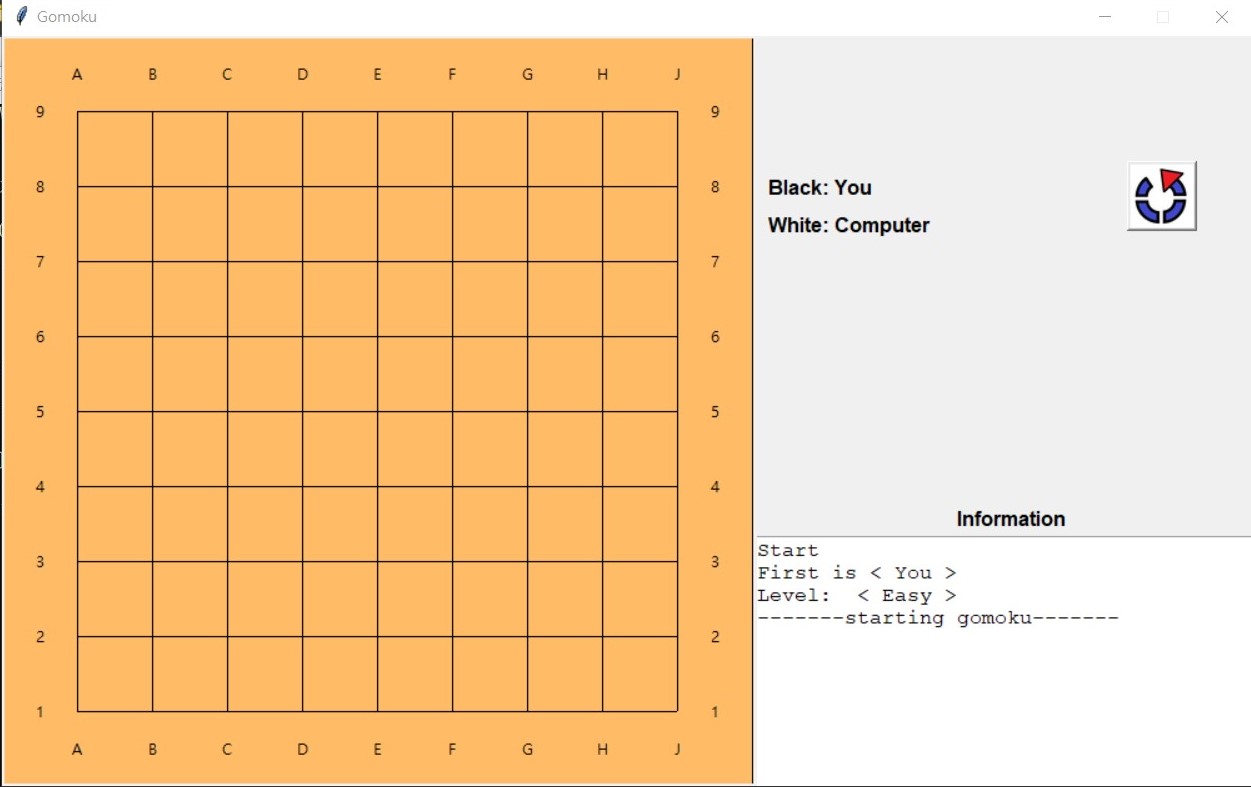 Gomoku
A B C D E F G H J
9 9
8 8
7 7
6 6
5 5
4 4
3 3
2 2
1 1
A B C D E F G H J
Black: You
White: Computer
Information
Start
First is < You >
Level:  < Easy >
-------starting gomoku-------